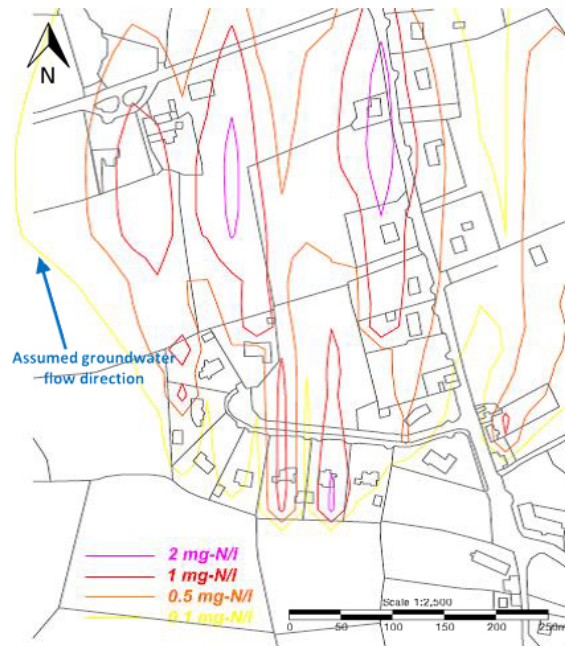 N
Assumed groundwater
flow direction
2 mg-N/l
1 mg-N/l
0.5 mg-N/l
0.1 mg-N/l
Scale 1:2,500
0 50 100 150 200 250m